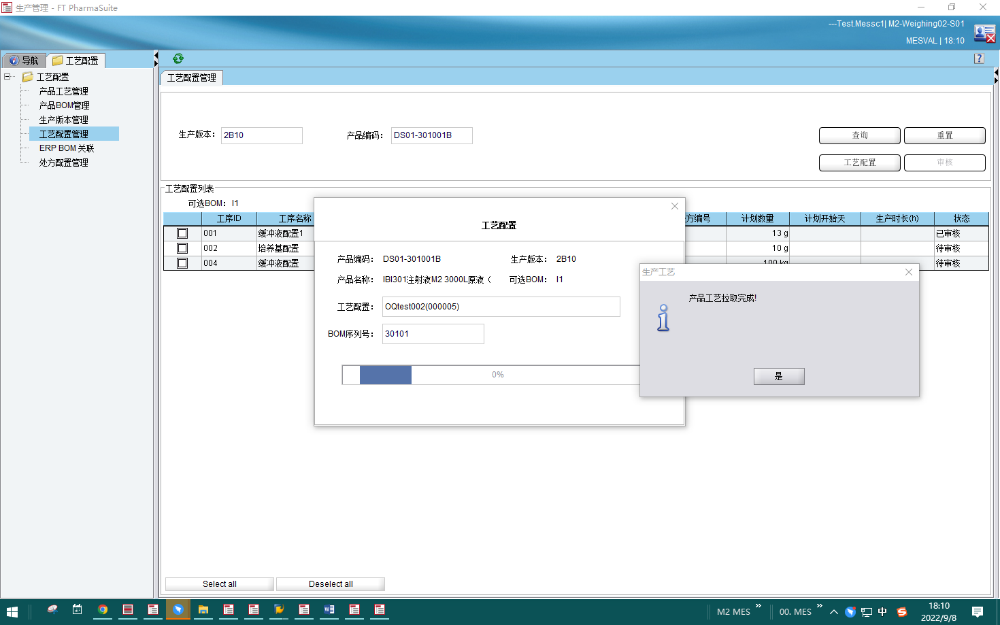 生产管理 - FT PharmaSuite
---Test.Messc1| M2-Weighing02-S01
MESVAL | 18:10
导航
工艺配置
工艺配置
产品工艺管理
产品BOM管理
生产版本管理
工艺配置管理
ERP BOM 关联
处方配置管理
工艺配置管理
生产版本: 2B10 产品编码: DS01-301001B
查询 重置
工艺配置 审核
工艺配置列表
可选BOM: I1
工序ID 工序名称 方编号 计划数量 计划开始天 生产时长(h) 状态
001 缓冲液配置1 13 g 已审核
002 培养基配置 10 g 待审核
004 缓冲液配置 100 kg 待审核
工艺配置
产品编码: DS01-301001B 生产版本: 2B10
产品名称: IBI301注射液M2 3000L原液（ 可选BOM: I1
工艺配置: OQtest002(000005)
BOM序列号: 30101
0%
生产工艺
产品工艺拉取完成!
是
Select all Deselect all
M2 MES 00. MES 中 18:10
2022/9/8